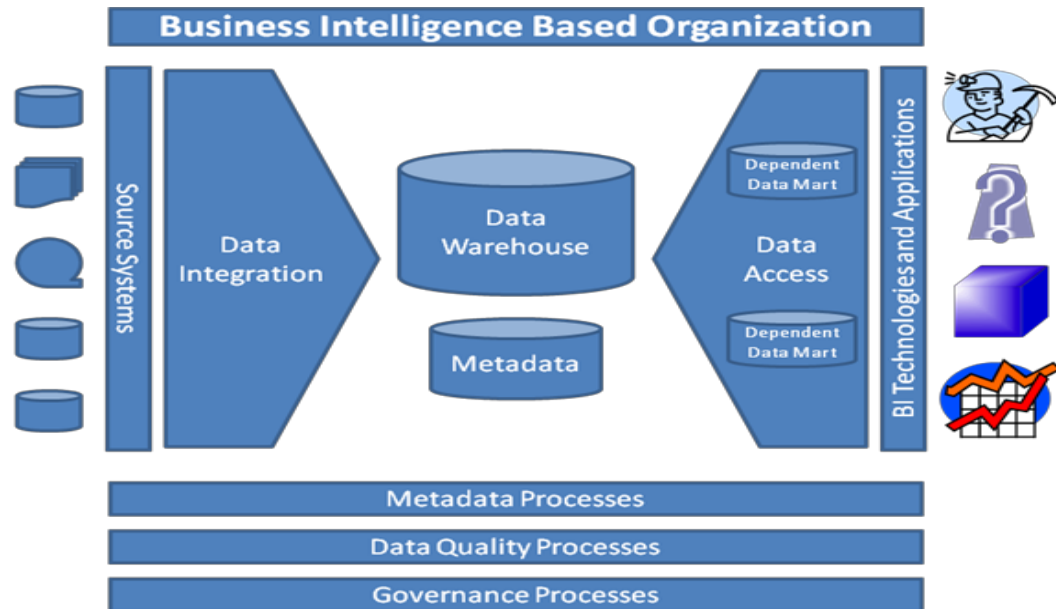 Business Intelligence Based Organization
Source Systems
Data
Integration
Data
Warehouse
Metadata
Dependent
Data Mart
Data
Access
Dependent
Data Mart
BI Technologies and Applications
?
Metadata Processes
Data Quality Processes
Governance Processes